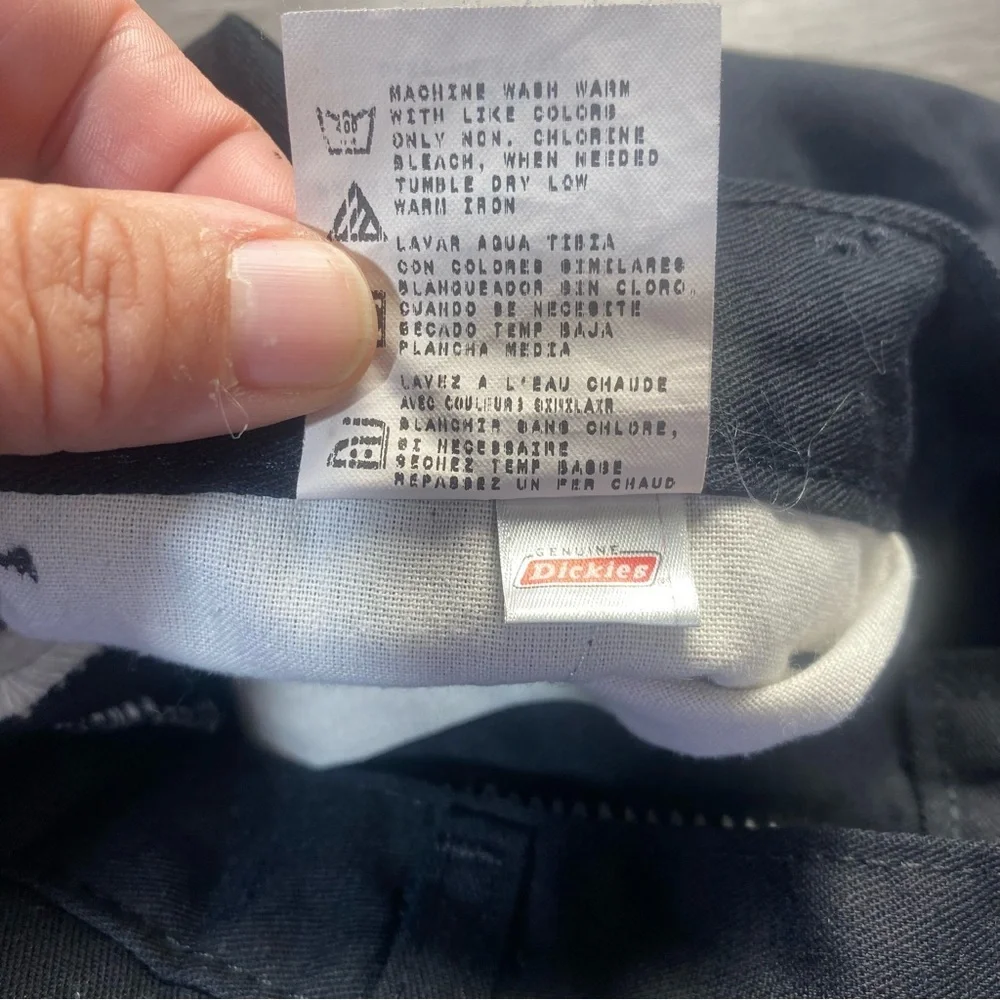 MACHINE WASH WARM
WITH LIKE COLORS
ONLY NON. CHLORINE
BLEACH, WHEN NEEDED
TUMBLE DRY LOW
WARM IRON
LAVAR AQUA TIBIA
CON COLORES SIMILARES
BLANQUEADOR SIN CLORO.
CUANDO SE NECESITE
SECADO TEMP BAJA
PLANCHA MEDIA
LAVEZ A L'EAU CHAUDE
AVEC COULEURS
BLANCHIR SANS CHLORE,
SI NECESSAIRE
SECHEZ TEMP BASSE
REPASSEZ UN FER CHAUD
GENUINE
Dickies